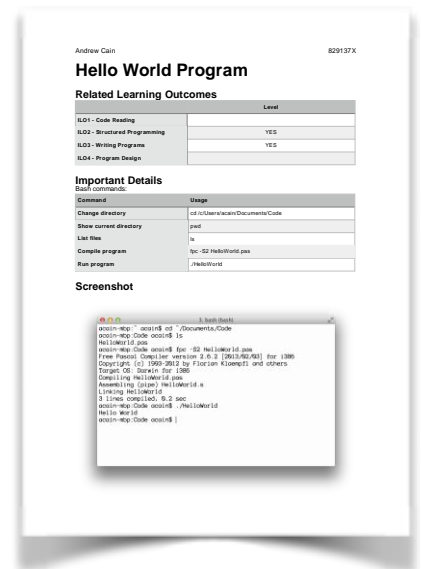 Andrew Cain 829137X
Hello World Program
Related Learning Outcomes
Level
ILO1 - Code Reading
ILO2 - Structured Programming YES
ILO3 - Writing Programs YES
ILO4 - Program Design
Important Details
Bash commands:
Command Usage
Change directory cd /c/Users/acain/Documents/Code
Show current directory pwd
List files ls
Compile program fpc -S2 HelloWorld.pas
Run program ./HelloWorld
Screenshot
3. bash (bash)
acain-mbp:~ acain$ cd ~/Documents/Code
acain-mbp:Code acain$ ls
HelloWorld.pas
acain-mbp:Code acain$ fpc -S2 HelloWorld.pas
Free Pascal Compiler version 2.6.2 [2013/02/03] for i386
Copyright (c) 1993-2012 by Florian Klaempfl and others
Target OS: Darwin for i386
Compiling HelloWorld.pas
Assembling (pipe) HelloWorld.s
Linking HelloWorld
3 lines compiled, 0.2 sec
acain-mbp:Code acain$ ./HelloWorld
Hello World
acain-mbp:Code acain$